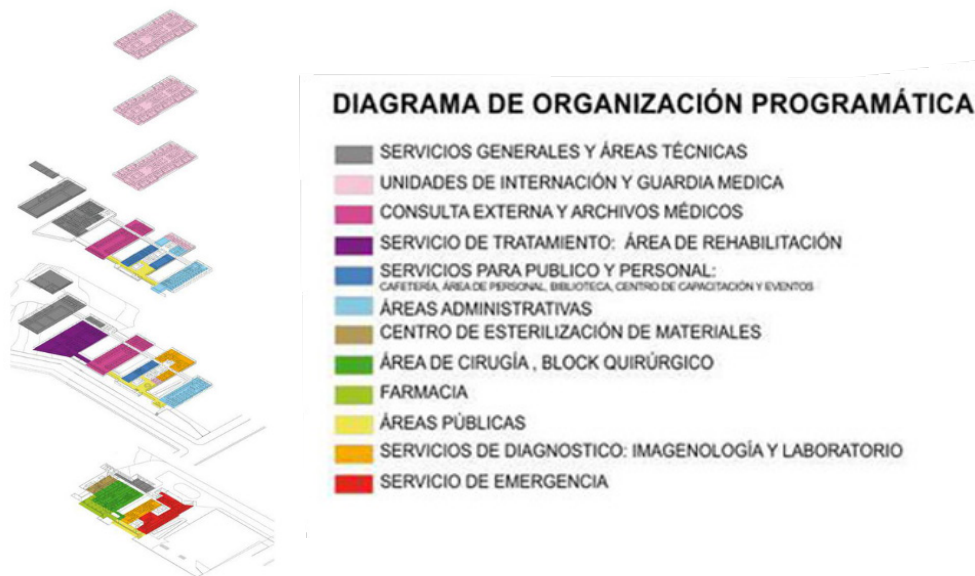 DIAGRAMA DE ORGANIZACIÓN PROGRAMÁTICA
SERVICIOS GENERALES Y ÁREAS TÉCNICAS
UNIDADES DE INTERNACIÓN Y GUARDIA MEDICA
CONSULTA EXTERNA Y ARCHIVOS MÉDICOS
SERVICIO DE TRATAMIENTO: ÁREA DE REHABILITACIÓN
SERVICIOS PARA PUBLICO Y PERSONAL:
CAFETERÍA, ÁREA DE PERSONAL, BIBLIOTECA, CENTRO DE CAPACITACIÓN Y EVENTOS
ÁREAS ADMINISTRATIVAS
CENTRO DE ESTERILIZACIÓN DE MATERIALES
ÁREA DE CIRUGÍA , BLOCK QUIRÚRGICO
FARMACIA
ÁREAS PÚBLICAS
SERVICIOS DE DIAGNOSTICO: IMAGENOLOGÍA Y LABORATORIO
SERVICIO DE EMERGENCIA